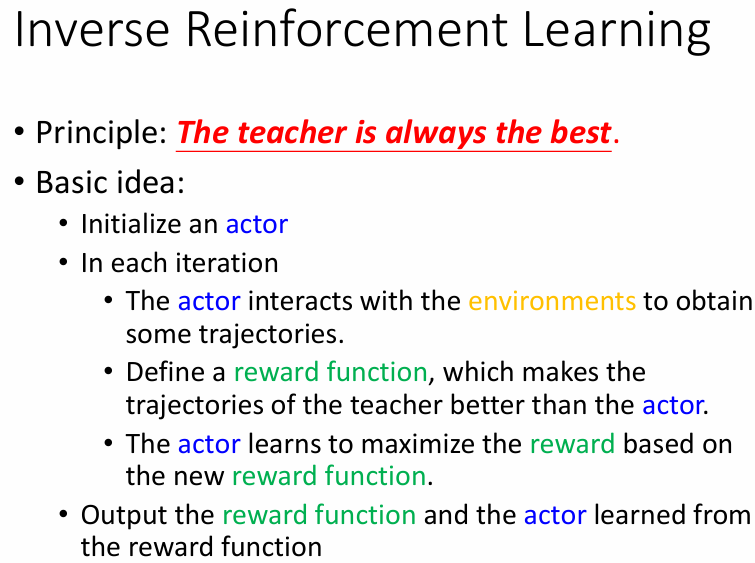 Inverse Reinforcement Learning
• Principle: The teacher is always the best.
• Basic idea:
• Initialize an actor
• In each iteration
• The actor interacts with the environments to obtain
some trajectories.
• Define a reward function, which makes the
trajectories of the teacher better than the actor.
• The actor learns to maximize the reward based on
the new reward function.
• Output the reward function and the actor learned from
the reward function